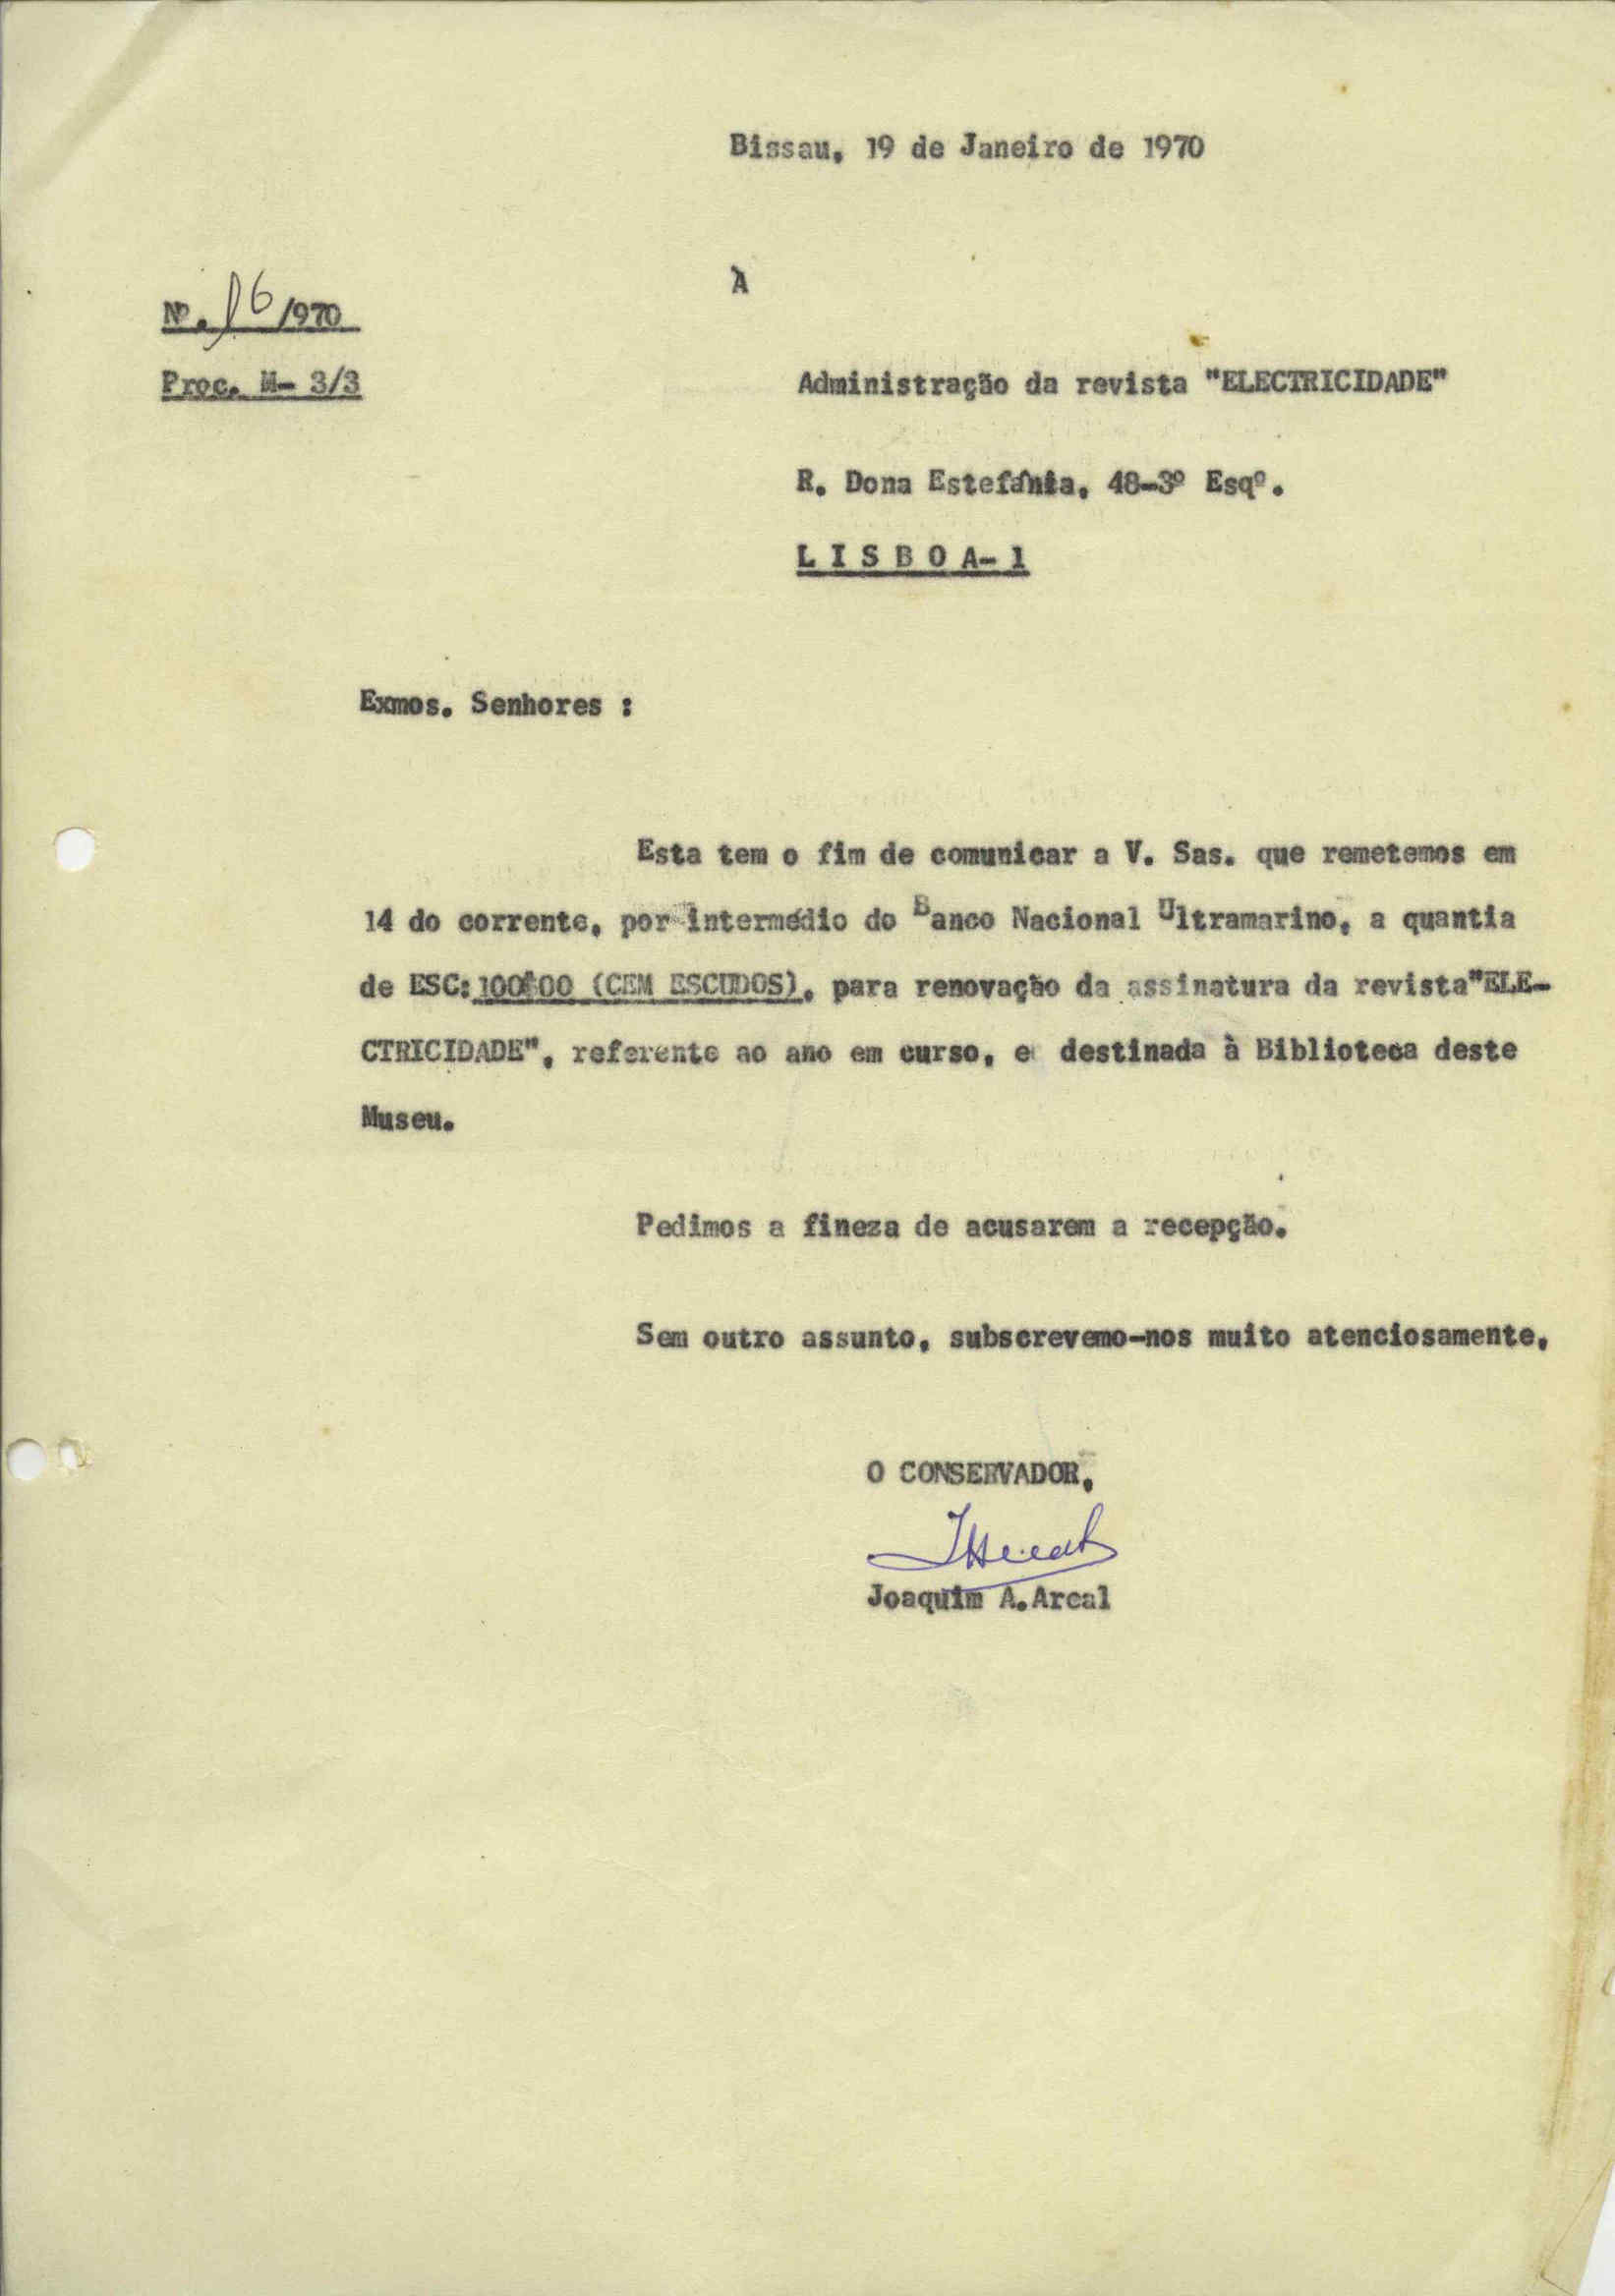 Bissau, 19 de Janeiro de 1970
À
Nº. 16/970
Proc. M- 3/3
Administração da revista "ELECTRICIDADE"
R. Dona Estefânia, 48-3º Esqº.
L I S B O A- 1
Exmos. Senhores :
Esta tem o fim de comunicar a V. Sas. que remetemos em
14 do corrente, por intermédio do Banco Nacional Ultramarino, a quantia
de ESC: 100$00 (CEM ESCUDOS), para renovação da assinatura da revista"ELE-
CTRICIDADE", referente ao ano em curso, e destinada à Biblioteca deste
Museu.
Pedimos a fineza de acusarem a recepção.
Sem outro assunto, subscrevemo-nos muito atenciosamente,
O CONSERVADOR,
Joaquim A.Areal